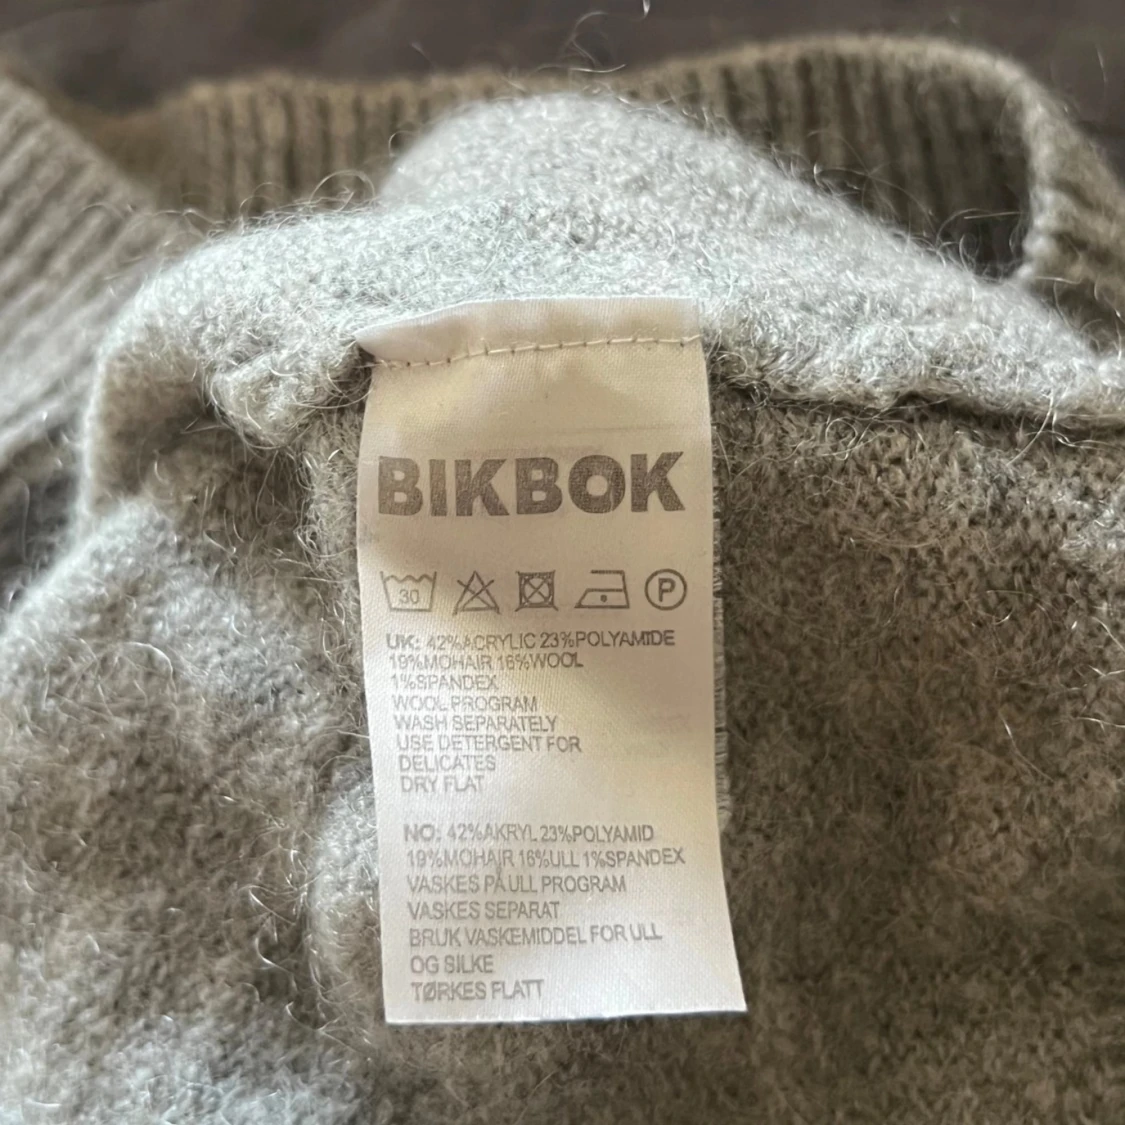 BIKBOK
30 P
UK: 42%ACRYLIC 23%POLYAMIDE
19%MOHAIR 16%WOOL
1%SPANDEX
WOOL PROGRAM
WASH SEPARATELY
USE DETERGENT FOR
DELICATES
DRY FLAT
NO: 42%AKRYL 23%POLYAMID
19%MOHAIR 16%ULL 1%SPANDEX
VASKES PÅ ULL PROGRAM
VASKES SEPARAT
BRUK VASKEMIDDEL FOR ULL
OG SILKE
TØRKES FLATT